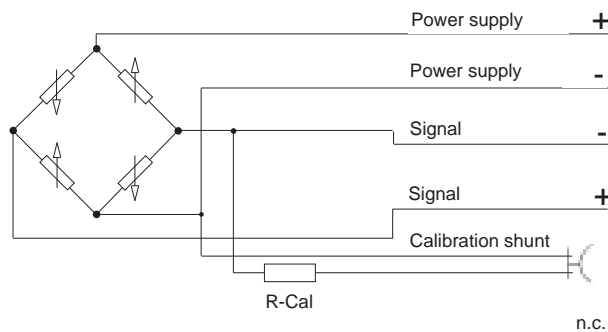 Power supply +
Power supply -
Signal -
Signal +
Calibration shunt
R-Cal
n.c.